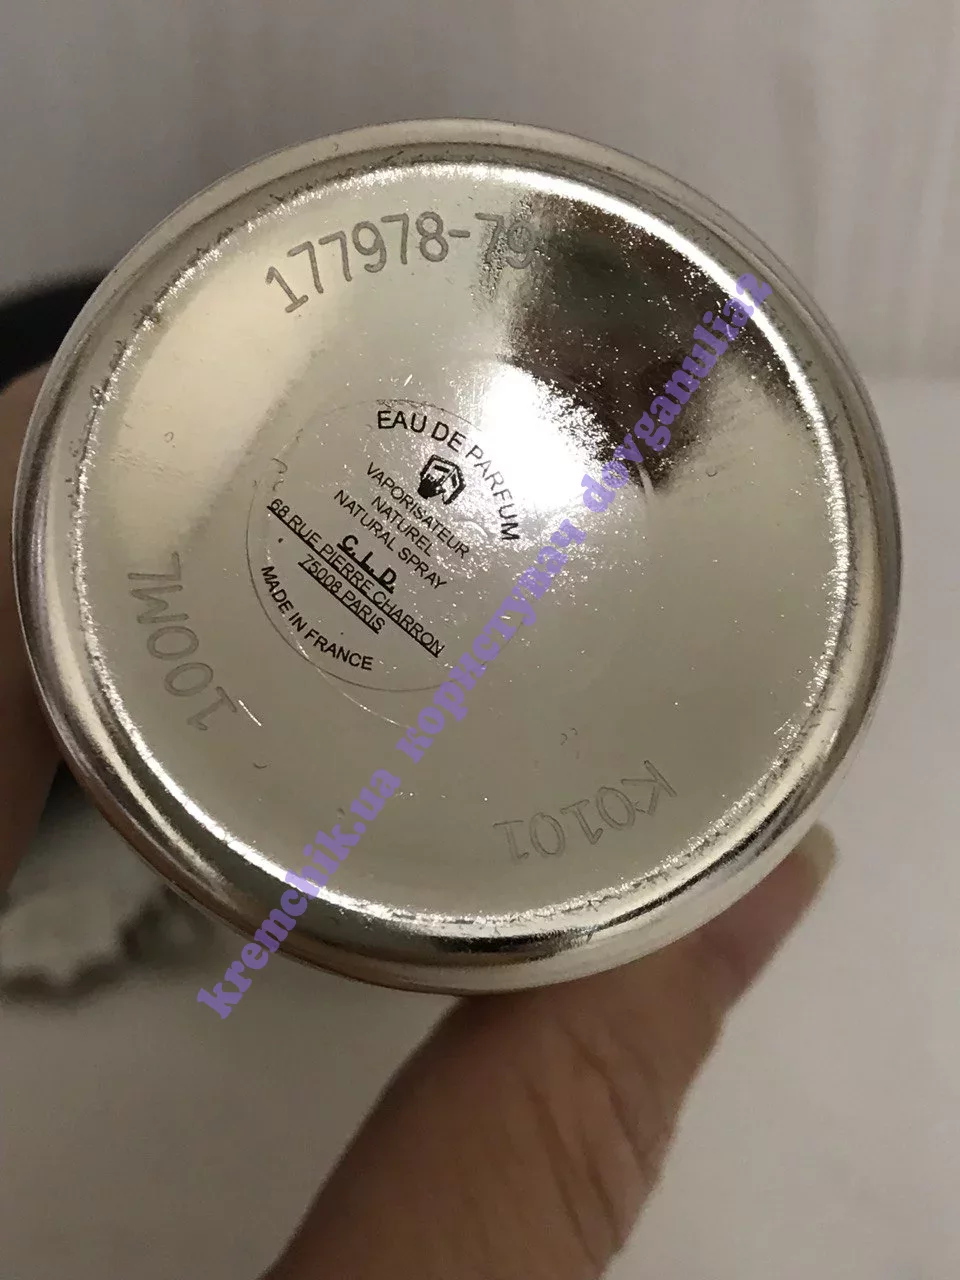 177978-79
EAU DE PARFUM
VAPORISATEUR
NATUREL
NATURAL SPRAY
C.L.D.
68 RUE PIERRE CHARRON
75008 PARIS
MADE IN FRANCE
100ML
K0101
kremchik.ua користувач dovganulia2